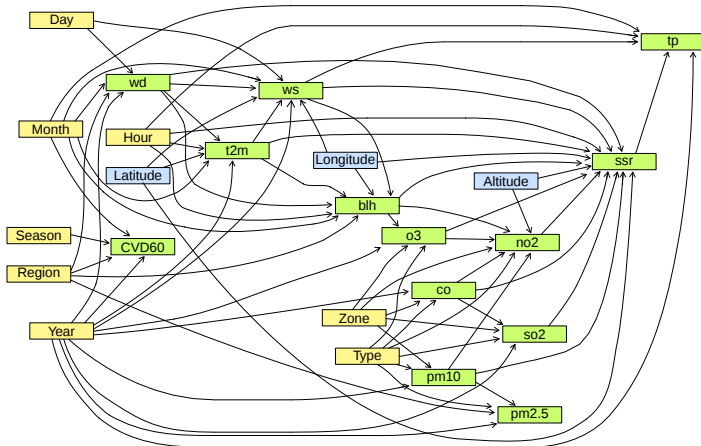 Day
tp
wd
ws
Month
Hour
t2m
Longitude
ssr
Latitude
Altitude
blh
Season
CVD60
o3
no2
Region
co
Zone
Year
so2
Type
pm10
pm2.5